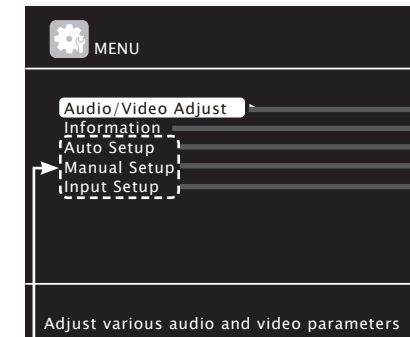 MENU
Audio/Video Adjust
Information
Auto Setup
Manual Setup
Input Setup
Adjust various audio and video parameters